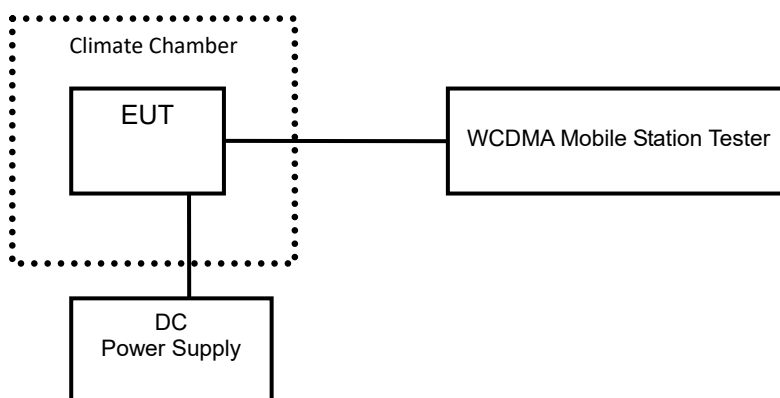 Climate Chamber
EUT
WCDMA Mobile Station Tester
DC
Power Supply